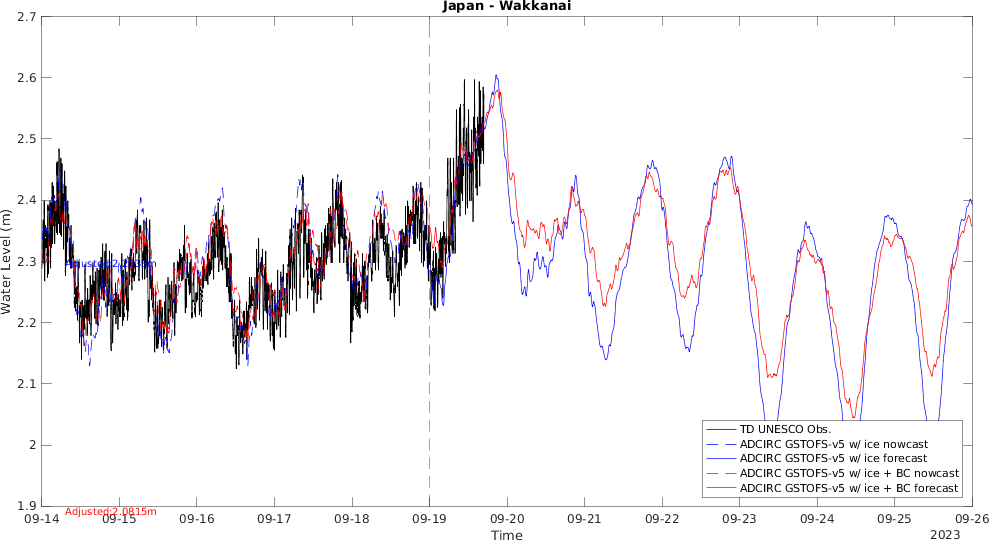 Japan - Wakkanai
2.7
2.6
2.5
2.4
2.3
2.2
2.1
2
1.9
Water Level (m)
TD UNESCO Obs.
ADCIRC GSTOFS-v5 w/ ice nowcast
ADCIRC GSTOFS-v5 w/ ice forecast
ADCIRC GSTOFS-v5 w/ ice + BC nowcast
ADCIRC GSTOFS-v5 w/ ice + BC forecast
Adjusted:2.0815m
09-14 09-15 09-16 09-17 09-18 09-19 09-20 09-21 09-22 09-23 09-24 09-25 09-26
Time
2023